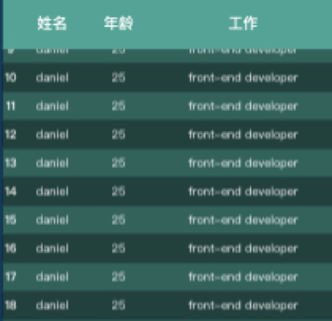 姓名 年龄 工作
9 daniel 25 front-end developer
10 daniel 25 front-end developer
11 daniel 25 front-end developer
12 daniel 25 front-end developer
13 daniel 25 front-end developer
14 daniel 25 front-end developer
15 daniel 25 front-end developer
16 daniel 25 front-end developer
17 daniel 25 front-end developer
18 daniel 25 front-end developer